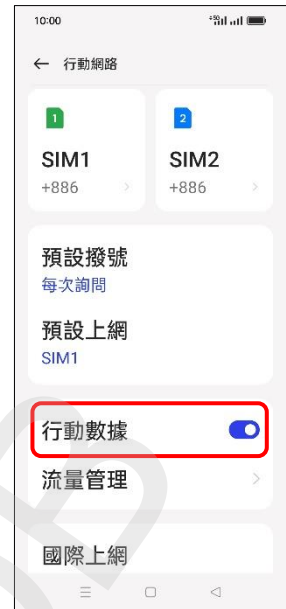 10:00
行動網路
1
2
SIM1
SIM2
+886
+886
預設撥號
每次詢問
預設上網
SIM1
行動數據
流量管理
國際上網